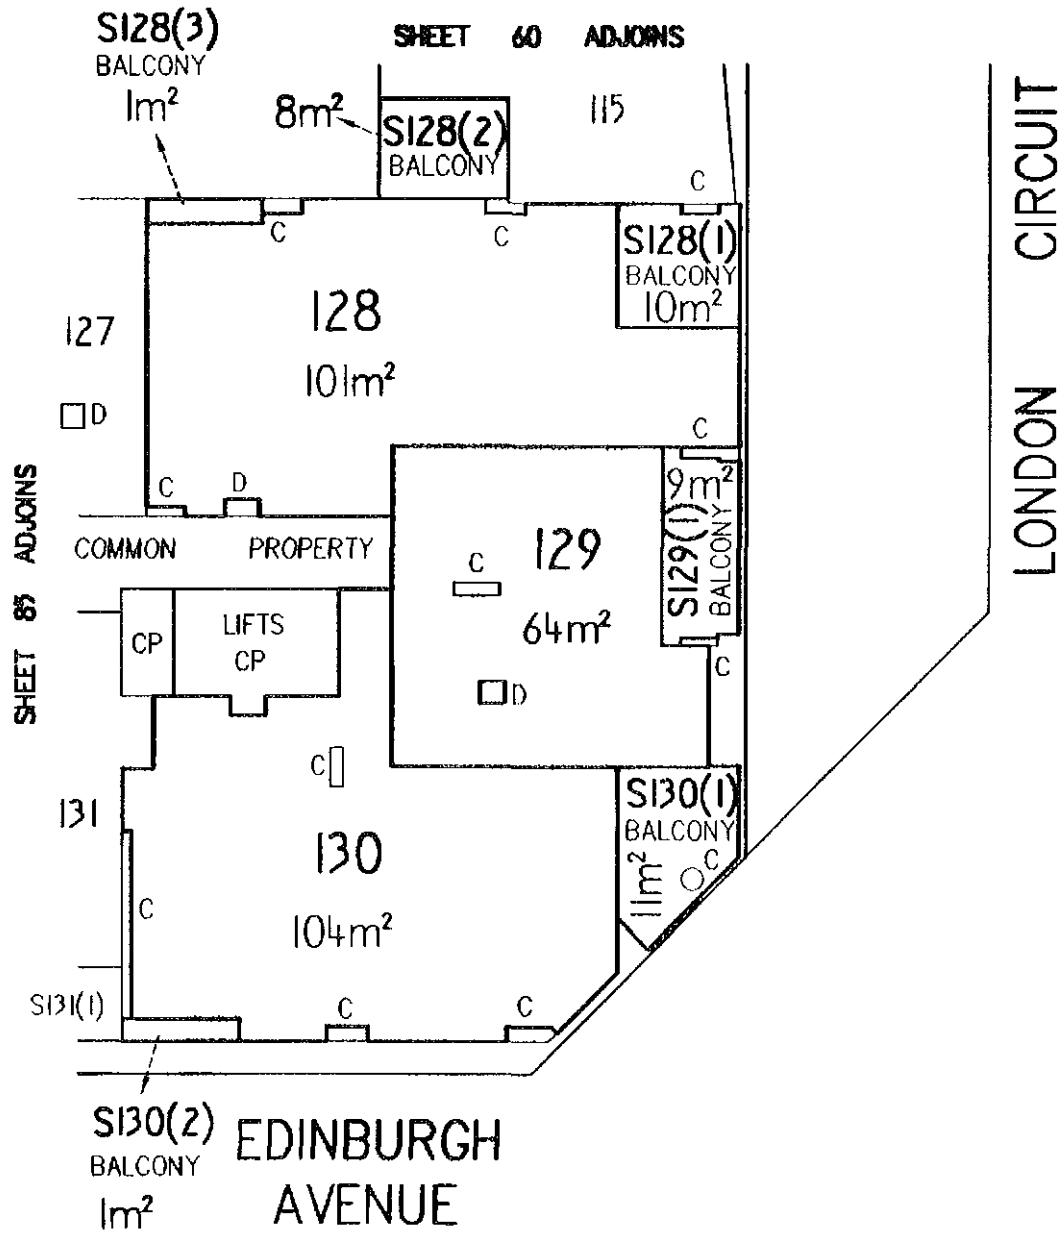 S128(3)
BALCONY
1m²
SHEET 60 ADJOINS
8m²
S128(2)
BALCONY
115
C
C
C
S128(1)
BALCONY
10m²
CIRCUIT
LONDON
127
D
128
101m²
C
D
C
9m²
S129(1)
BALCONY
SHEET 85 ADJOINS
COMMON PROPERTY
129
C
64m²
D
C
CP
LIFTS
CP
C
131
130
104m²
C
S130(1)
BALCONY
11m²
C
S131(1)
C
C
S130(2)
BALCONY
1m²
EDINBURGH
AVENUE